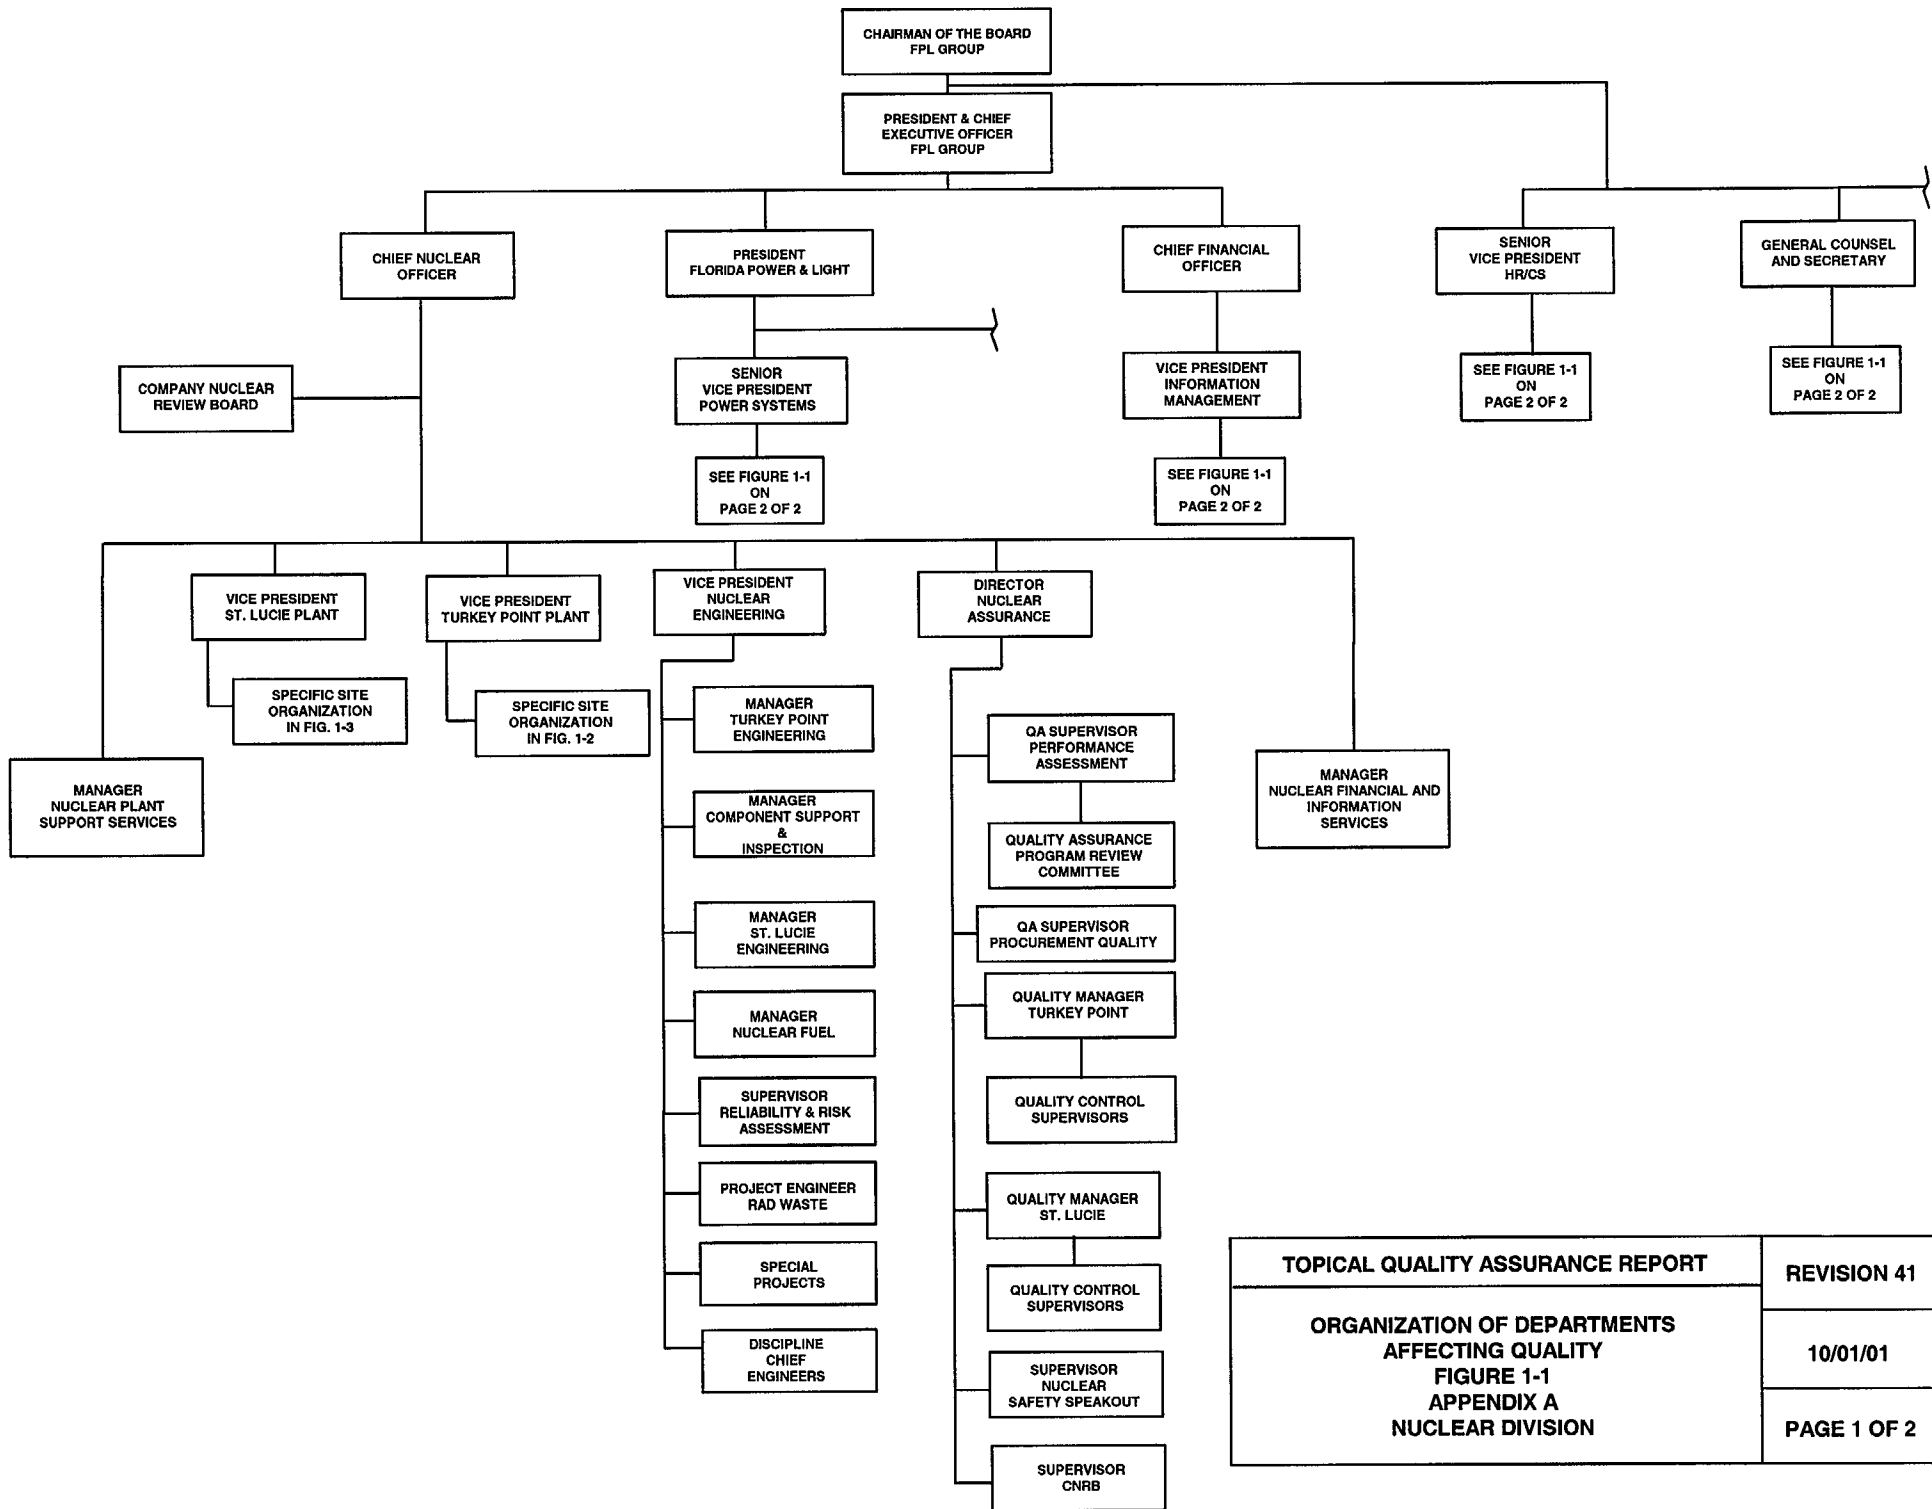 CHAIRMAN OF THE BOARD
FPL GROUP
PRESIDENT & CHIEF
EXECUTIVE OFFICER
FPL GROUP
CHIEF NUCLEAR
OFFICER
PRESIDENT
FLORIDA POWER & LIGHT
CHIEF FINANCIAL
OFFICER
SENIOR
VICE PRESIDENT
HR/CS
GENERAL COUNSEL
AND SECRETARY
COMPANY NUCLEAR
REVIEW BOARD
SENIOR
VICE PRESIDENT
POWER SYSTEMS
VICE PRESIDENT
INFORMATION
MANAGEMENT
SEE FIGURE 1-1
ON
PAGE 2 OF 2
SEE FIGURE 1-1
ON
PAGE 2 OF 2
SEE FIGURE 1-1
ON
PAGE 2 OF 2
SEE FIGURE 1-1
ON
PAGE 2 OF 2
VICE PRESIDENT
ST. LUCIE PLANT
VICE PRESIDENT
TURKEY POINT PLANT
VICE PRESIDENT
NUCLEAR
ENGINEERING
DIRECTOR
NUCLEAR
ASSURANCE
SPECIFIC SITE
ORGANIZATION
IN FIG. 1-3
SPECIFIC SITE
ORGANIZATION
IN FIG. 1-2
MANAGER
NUCLEAR PLANT
SUPPORT SERVICES
MANAGER
NUCLEAR FINANCIAL AND
INFORMATION
SERVICES
MANAGER
TURKEY POINT
ENGINEERING
MANAGER
COMPONENT SUPPORT
&
INSPECTION
MANAGER
ST. LUCIE
ENGINEERING
MANAGER
NUCLEAR FUEL
SUPERVISOR
RELIABILITY & RISK
ASSESSMENT
PROJECT ENGINEER
RAD WASTE
SPECIAL
PROJECTS
DISCIPLINE
CHIEF
ENGINEERS
QA SUPERVISOR
PERFORMANCE
ASSESSMENT
QUALITY ASSURANCE
PROGRAM REVIEW
COMMITTEE
QA SUPERVISOR
PROCUREMENT QUALITY
QUALITY MANAGER
TURKEY POINT
QUALITY CONTROL
SUPERVISORS
QUALITY MANAGER
ST. LUCIE
QUALITY CONTROL
SUPERVISORS
SUPERVISOR
NUCLEAR
SAFETY SPEAKOUT
SUPERVISOR
CNRB
TOPICAL QUALITY ASSURANCE REPORT
REVISION 41
ORGANIZATION OF DEPARTMENTS
AFFECTING QUALITY
FIGURE 1-1
APPENDIX A
NUCLEAR DIVISION
10/01/01
PAGE 1 OF 2